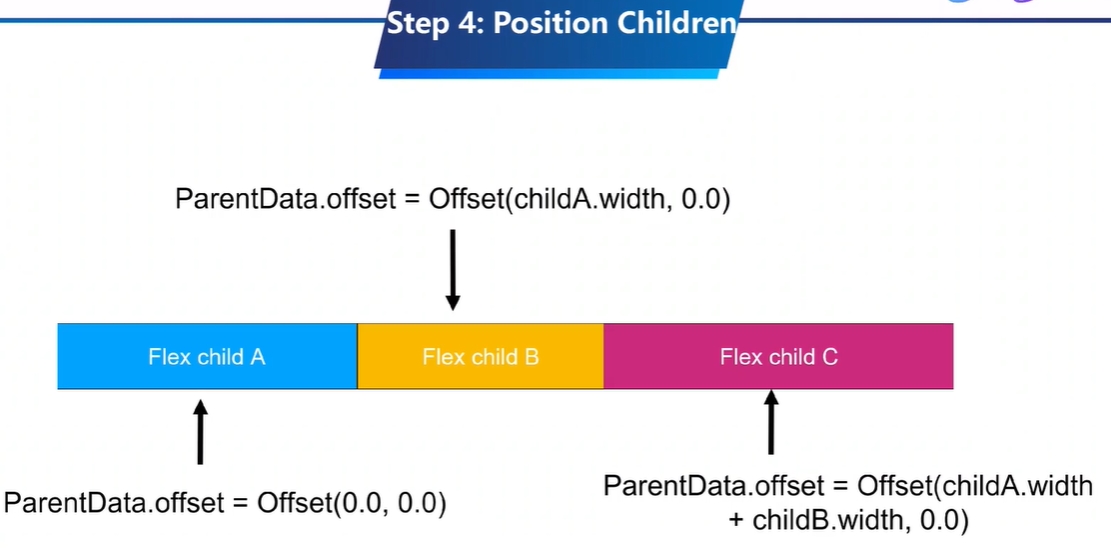 Step 4: Position Children
ParentData.offset = Offset(childA.width, 0.0)
Flex child A
Flex child B
Flex child C
ParentData.offset = Offset(0.0, 0.0)
ParentData.offset = Offset(childA.width
+ childB.width, 0.0)